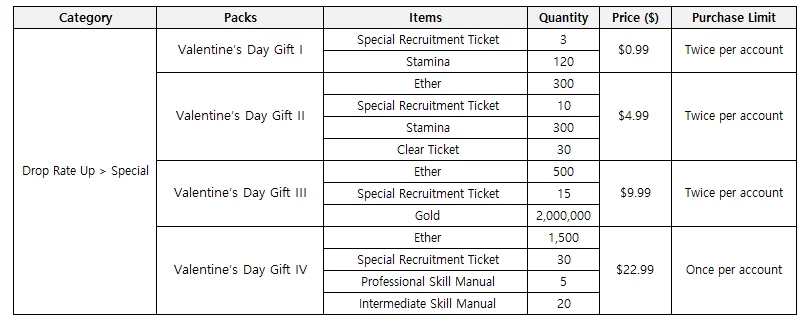 Category Packs Items Quantity Price ($) Purchase Limit
Drop Rate Up > Special
Valentine's Day Gift I
Special Recruitment Ticket 3
Stamina 120
$0.99 Twice per account
Valentine's Day Gift II
Ether 300
Special Recruitment Ticket 10
Stamina 300
Clear Ticket 30
$4.99 Twice per account
Valentine's Day Gift III
Ether 500
Special Recruitment Ticket 15
Gold 2,000,000
$9.99 Twice per account
Valentine's Day Gift IV
Ether 1,500
Special Recruitment Ticket 30
Professional Skill Manual 5
Intermediate Skill Manual 20
$22.99 Once per account